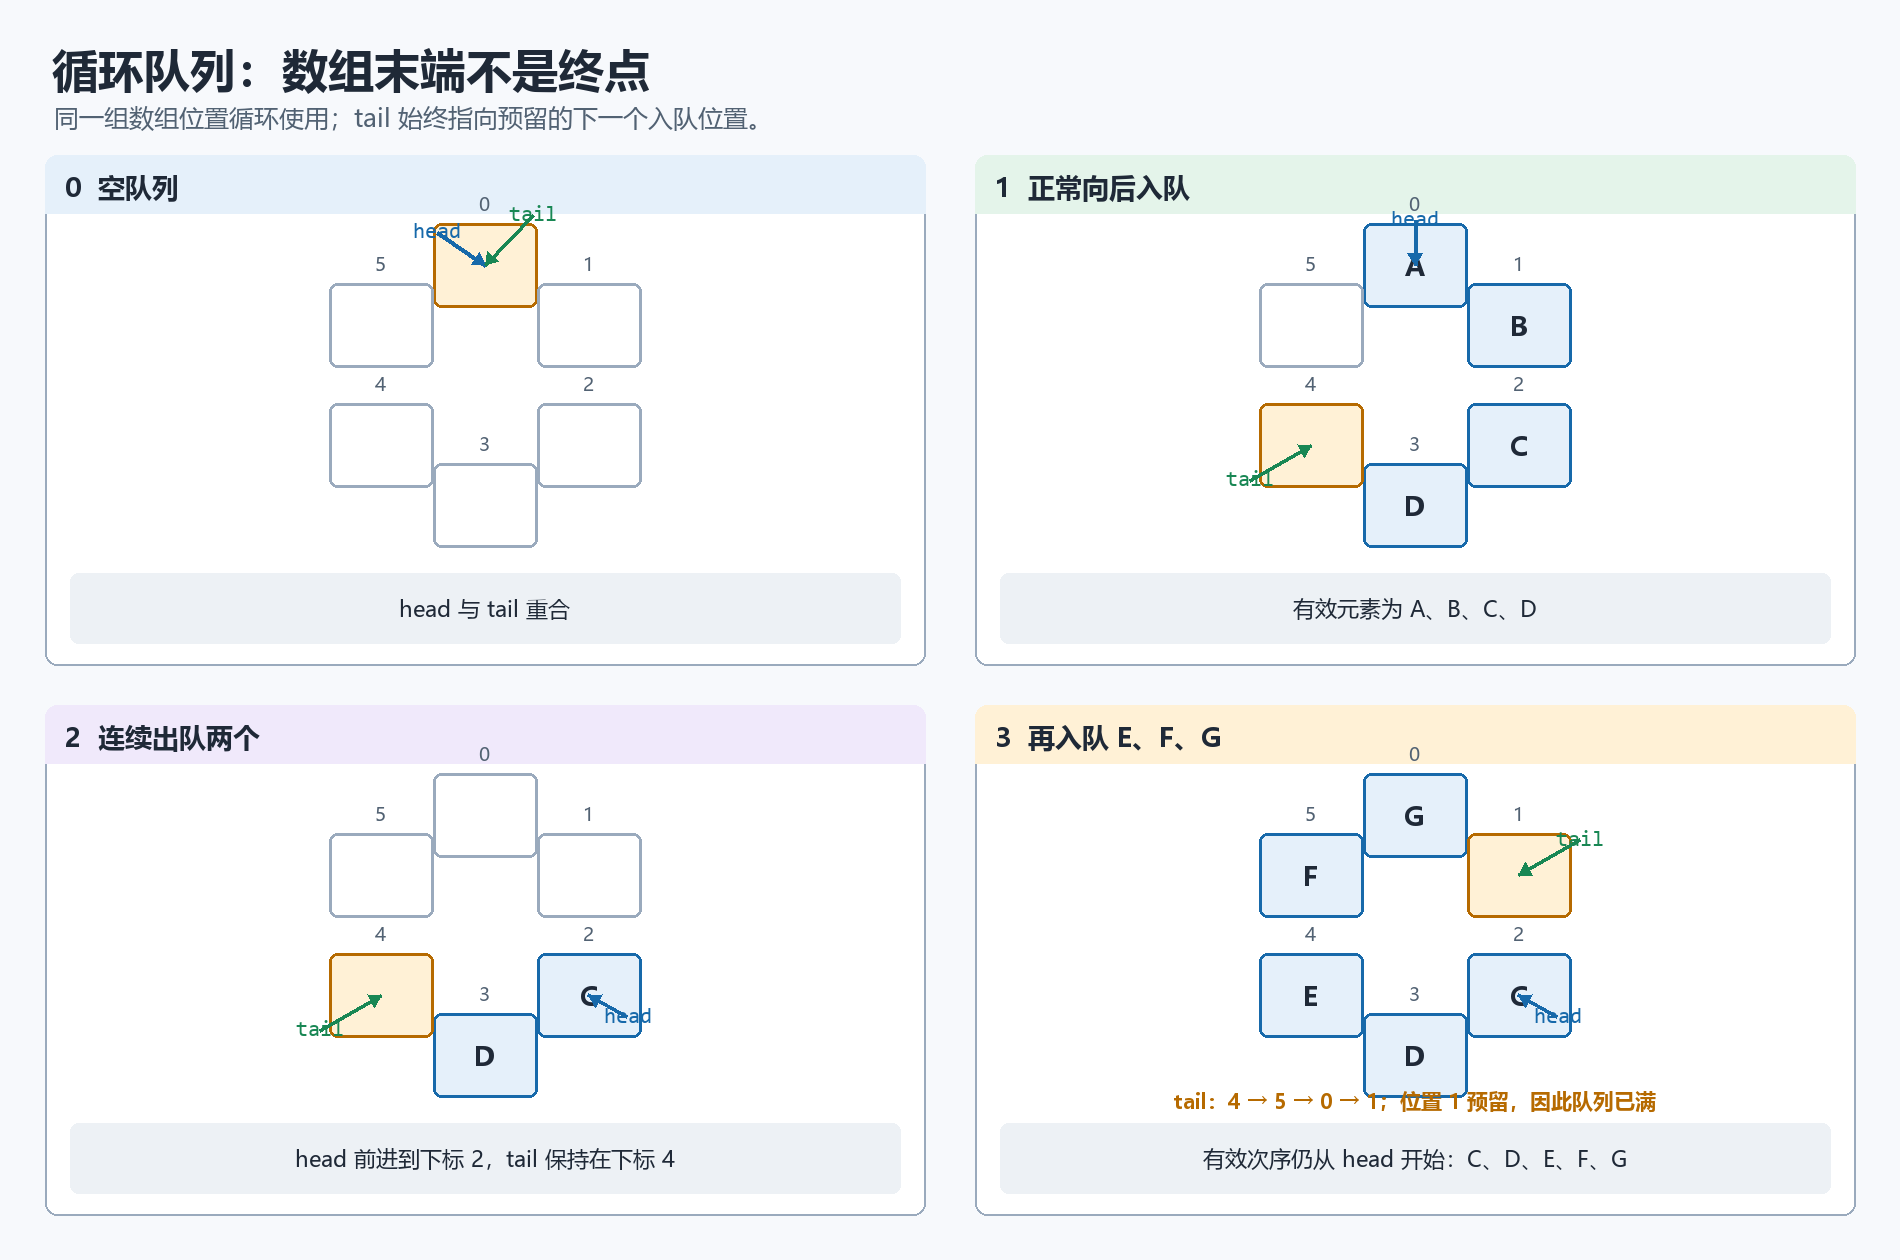 循环队列：数组末端不是终点
同一组数组位置循环使用；tail 始终指向预留的下一个入队位置。
0 空队列
0
tail
head
5
1
4
2
3
head 与 tail 重合
1 正常向后入队
0
head
A
5
1
B
4
2
C
3
tail
D
有效元素为 A、B、C、D
2 连续出队两个
0
5
1
4
2
C
3
head
tail
D
head 前进到下标 2，tail 保持在下标 4
3 再入队 E、F、G
0
G
5
1
tail
F
4
2
E
C
3
head
D
tail：4 → 5 → 0 → 1；位置 1 预留，因此队列已满
有效次序仍从 head 开始：C、D、E、F、G